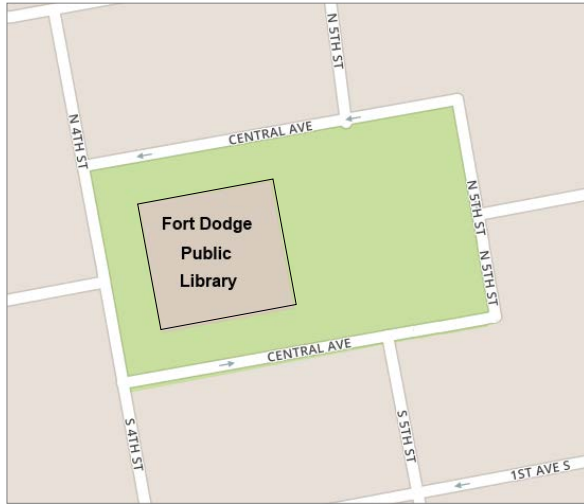 N 5TH ST
N 4TH ST
CENTRAL AVE
Fort Dodge
Public
Library
N 5TH ST
N 5TH ST
CENTRAL AVE
S 4TH ST
S 5TH ST
1ST AVE S